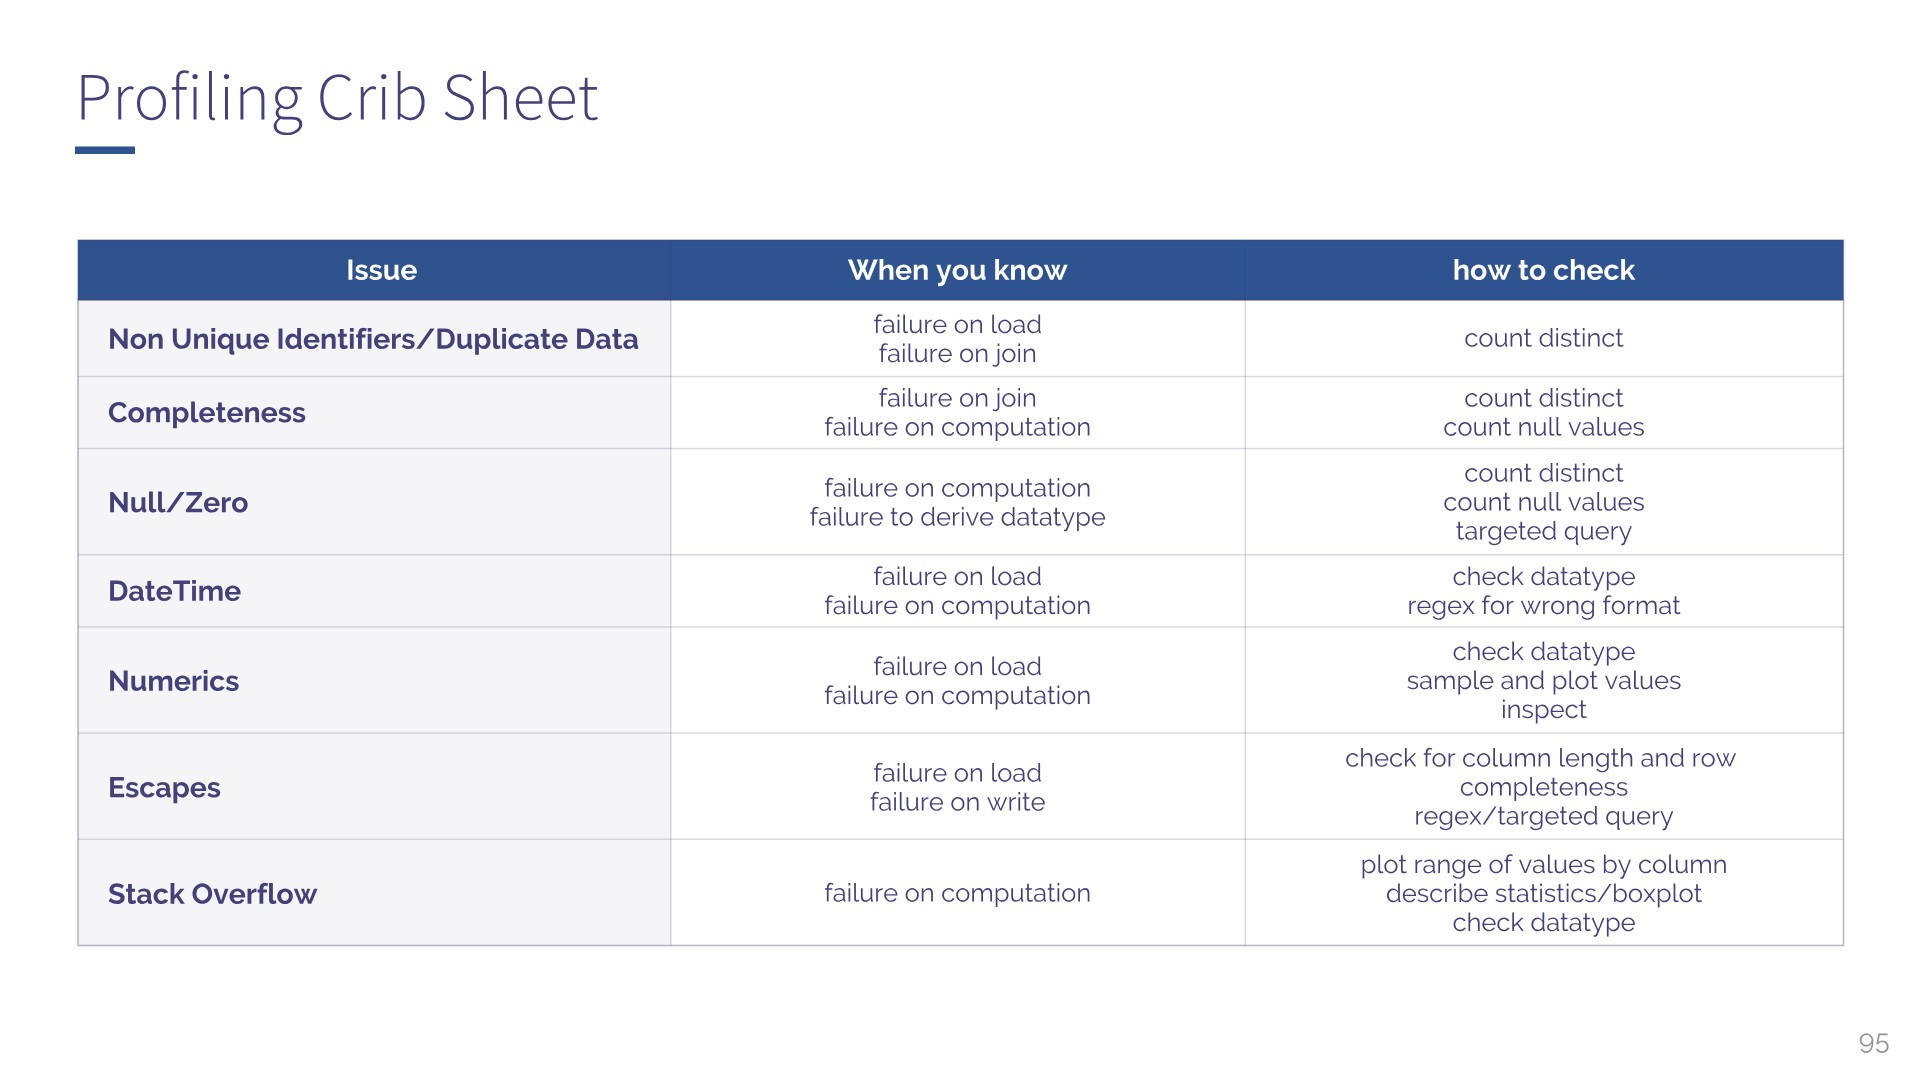 Profiling Crib Sheet
Issue
When you know
how to check
Non Unique Identifiers/Duplicate Data
failure on load
failure on join
count distinct
Completeness
failure on join
failure on computation
count distinct
count null values
Null/Zero
failure on computation
failure to derive datatype
count distinct
count null values
targeted query
DateTime
failure on load
failure on computation
check datatype
regex for wrong format
Numerics
failure on load
failure on computation
check datatype
sample and plot values
inspect
Escapes
failure on load
failure on write
check for column length and row
completeness
regex/targeted query
Stack Overflow
failure on computation
plot range of values by column
describe statistics/boxplot
check datatype
95